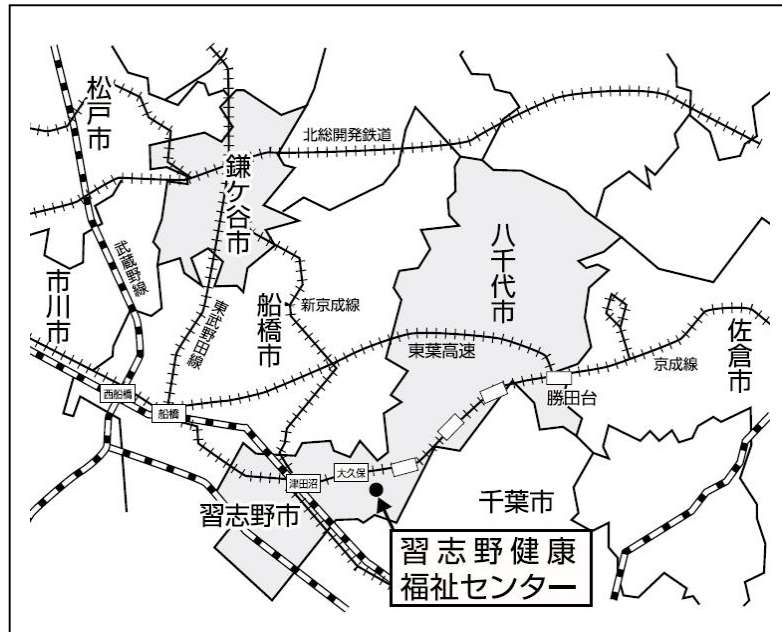 松戸市
北総開発鉄道
鎌ケ谷市
八千代市
武蔵野線
市川市
船橋市
新京成線
東武野田線
東葉高速
京成線
佐倉市
西船橋
船橋
勝田台
大久保
津田沼
習志野市
千葉市
習志野健康
福祉センター